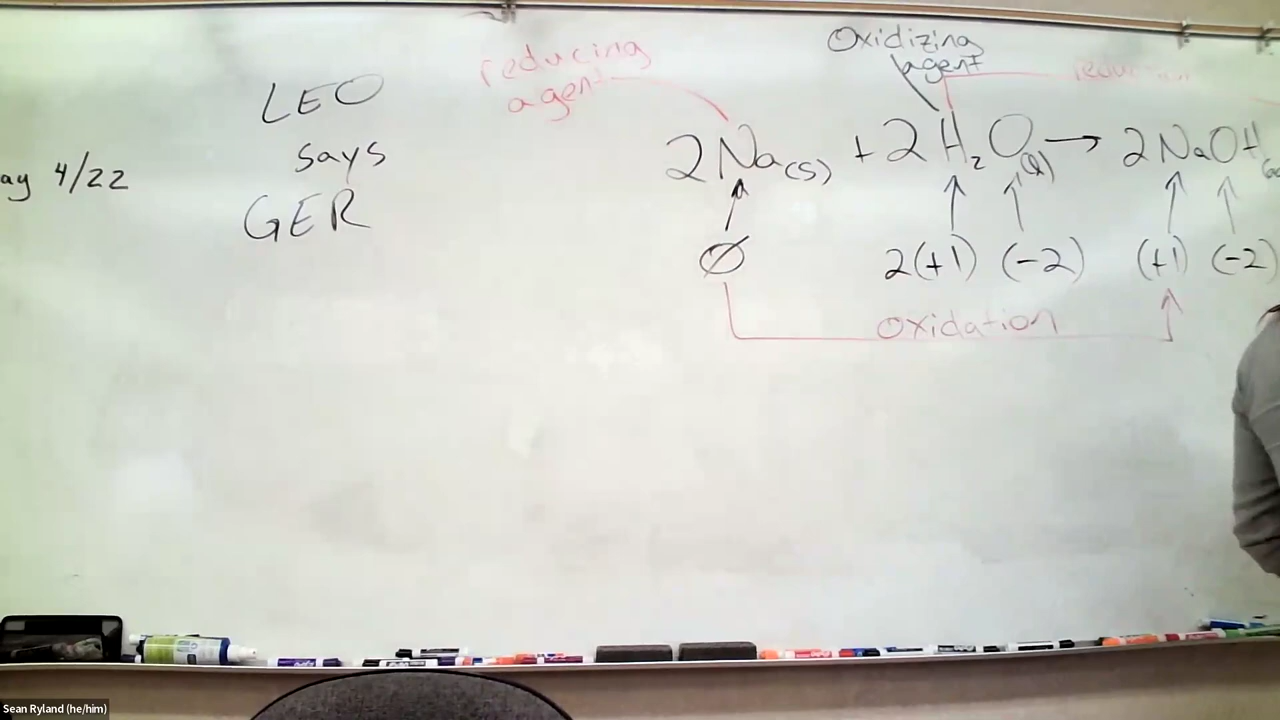 ay 4/22
LEO
says
GER
reducing
agent
Oxidizing
agent
reduction
2Na(s) + 2H₂O(l) → 2NaOH
Ø 2(+1) (-2) (+1) (-2)
oxidation
Sean Ryland (he/him)